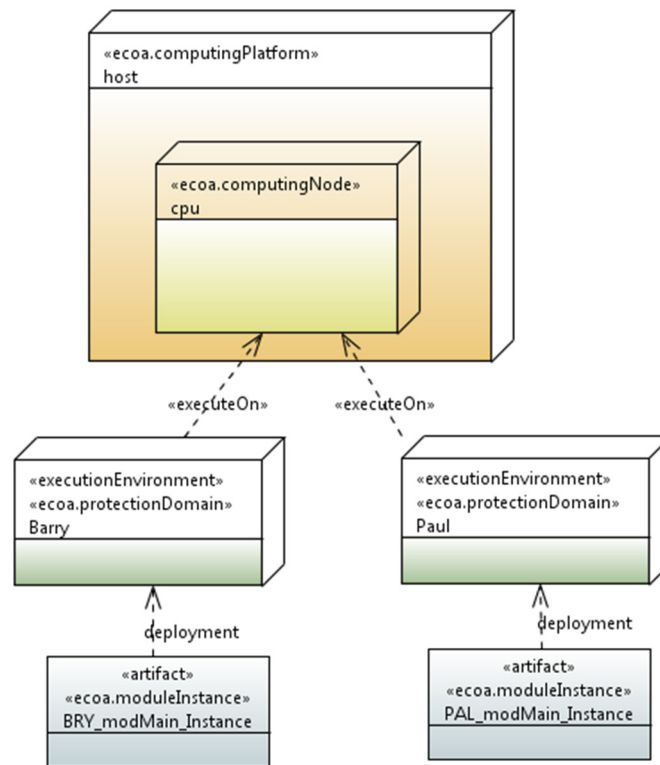 «ecoa.computingPlatform»
host
«ecoa.computingNode»
cpu
«executeOn»
«executeOn»
«executionEnvironment»
«ecoa.protectionDomain»
Barry
«executionEnvironment»
«ecoa.protectionDomain»
Paul
deployment
deployment
«artifact»
«ecoa.moduleInstance»
BRY_modMain_Instance
«artifact»
«ecoa.moduleInstance»
PAL_modMain_Instance